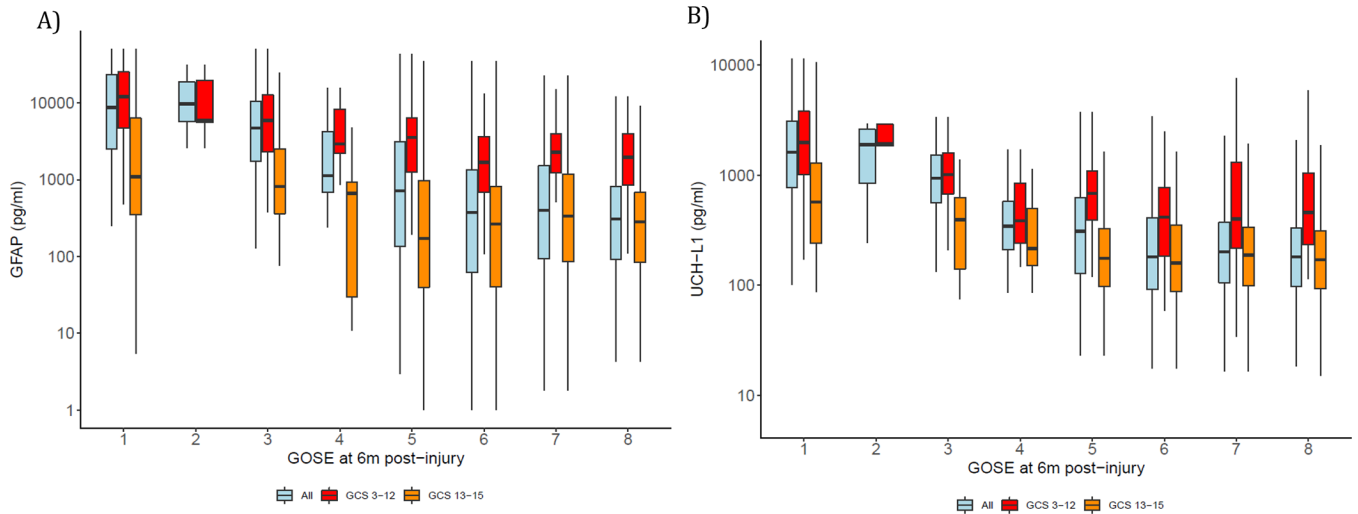 A)
GFAP (pg/ml)
10000
1000
100
10
1
1 2 3 4 5 6 7 8
GOSE at 6m post−injury
All GCS 3−12 GCS 13−15
B)
UCH−L1 (pg/ml)
10000
1000
100
10
1 2 3 4 5 6 7 8
GOSE at 6m post−injury
All GCS 3−12 GCS 13−15